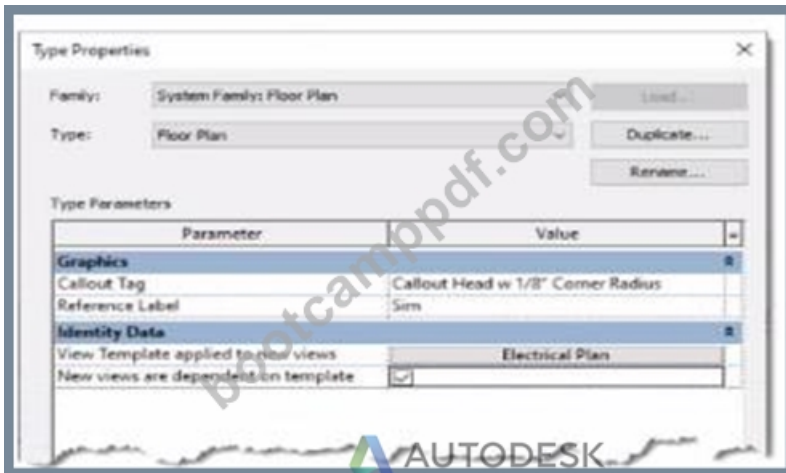 Type Properties
Family: System Family: Floor Plan Load...
Type: Floor Plan Duplicate...
Rename...
Type Parameters
Parameter Value
Graphics
Callout Tag Callout Head w 1/8" Corner Radius
Reference Label Sim
Identity Data
View Template applied to new views Electrical Plan
New views are dependent on template
bootcamppdf.com
AUTODESK